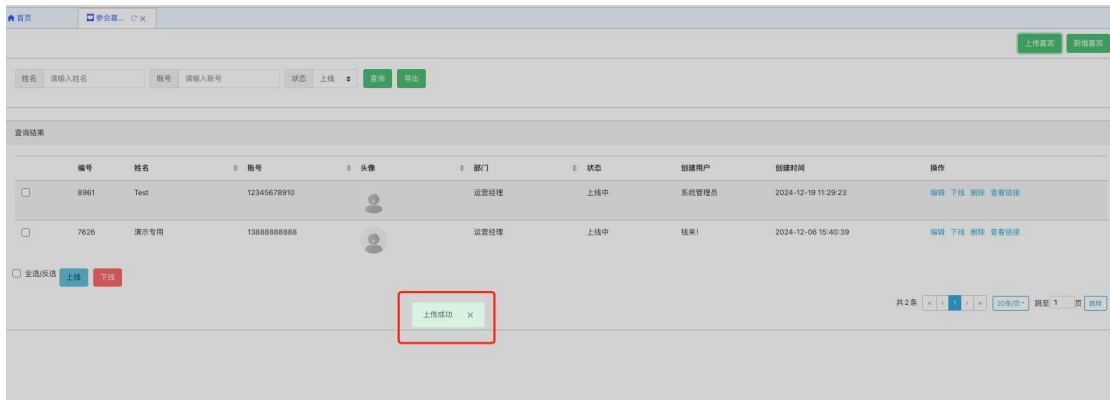 首页 参会嘉...
上传嘉宾 新增嘉宾
姓名 请输入姓名 账号 请输入账号 状态 上线 查询 导出
查询结果
编号 姓名 账号 头像 部门 状态 创建用户 创建时间 操作
8961 Test 12345678910 运营经理 上线中 系统管理员 2024-12-19 11:29:23 编辑 下线 删除 查看链接
7626 演示专用 13888888888 运营经理 上线中 钱来! 2024-12-06 15:40:39 编辑 下线 删除 查看链接
全选/反选 上线 下线
共2条 « ‹ 1 › » 20条/页 跳至 1 页 跳转
上传成功 ×